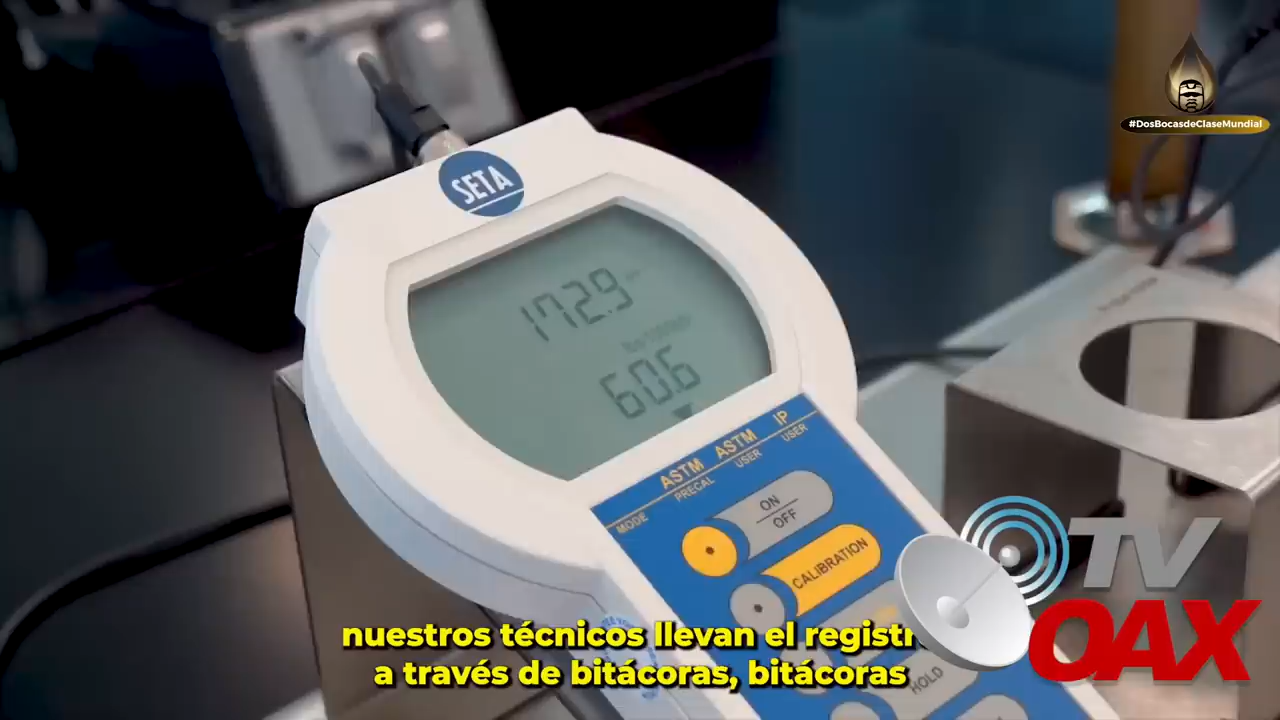 #DosBocasdeClaseMundial
SETA
172.9
60.6
ASTM ASTM IP
MODE PRECAL USER USER
ON
OFF
CALIBRATION
HOLD
nuestros técnicos llevan el registr
a través de bitácoras, bitácoras
TV
OAX